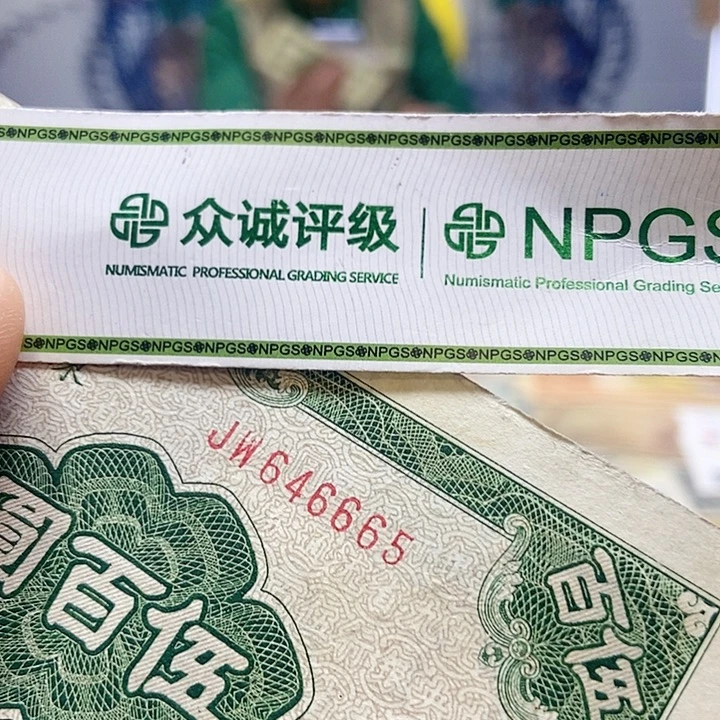 S NPGS NPGS NPGS NPGS NPGS NPGS NPGS NPGS NPGS NPGS NPGS NPGS NPGS NPGS NPGS
众诚评级
NUMISMATIC PROFESSIONAL GRADING SERVICE
NPGS
Numismatic Professional Grading Se
S NPGS NPGS NPGS NPGS NPGS NPGS NPGS NPGS NPGS NPGS NPGS NPGS NPGS NPGS NPGS N
JW646665
百伍
百伍